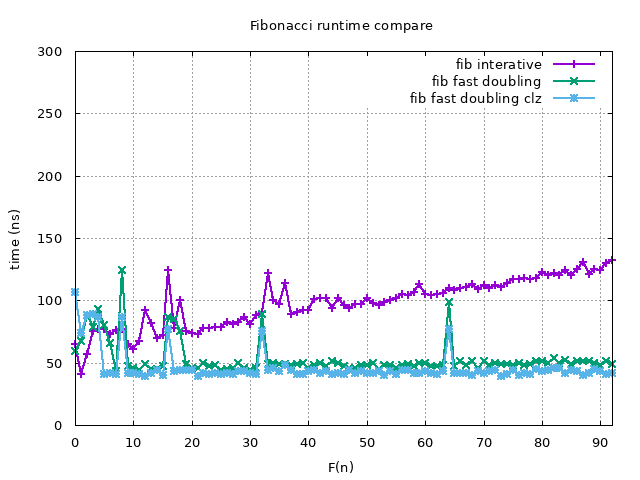 Fibonacci runtime compare
300
250
200
150
100
50
0
time (ns)
fib interative
fib fast doubling
fib fast doubling clz
0 10 20 30 40 50 60 70 80 90
F(n)